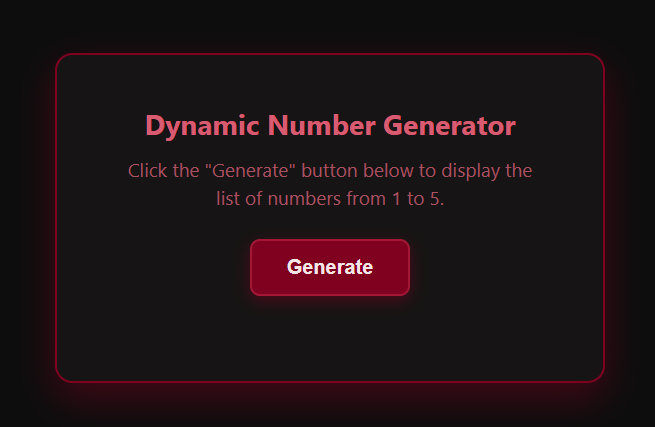 Dynamic Number Generator
Click the "Generate" button below to display the
list of numbers from 1 to 5.
Generate